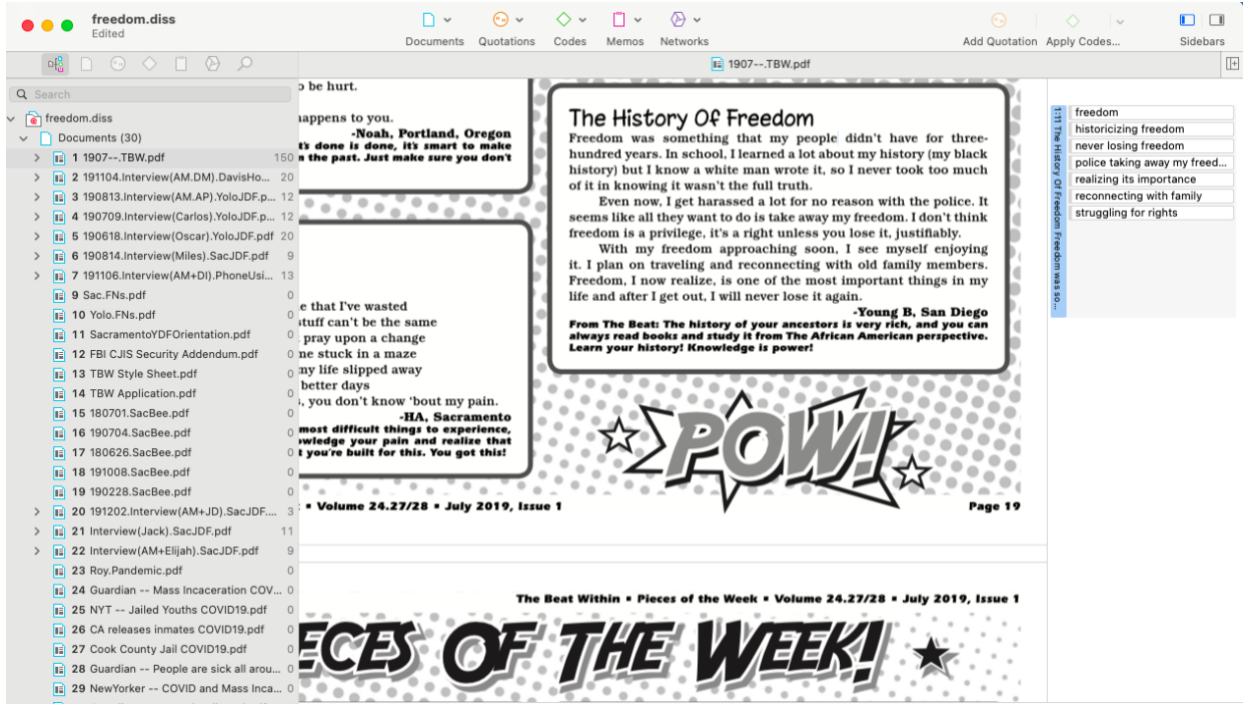 freedom.diss
Edited
Documents
Quotations
Codes
Memos
Networks
Add Quotation
Apply Codes...
Sidebars
1907--.TBW.pdf
Search
freedom.diss
Documents (30)
1 1907--.TBW.pdf 150
2 191104.Interview(AM.DM).DavisHo... 20
3 190813.Interview(AM.AP).YoloJDF.p... 12
4 190709.Interview(Carlos).YoloJDF.p... 12
5 190618.Interview(Oscar).YoloJDF.pdf 20
6 190814.Interview(Miles).SacJDF.pdf 9
7 191106.Interview(AM+DI).PhoneUsi... 13
9 Sac.FNs.pdf 0
10 Yolo.FNs.pdf 0
11 SacramentoYDFOrientation.pdf 0
12 FBI CJIS Security Addendum.pdf 0
13 TBW Style Sheet.pdf 0
14 TBW Application.pdf 0
15 180701.SacBee.pdf 0
16 190704.SacBee.pdf 0
17 180626.SacBee.pdf 0
18 191008.SacBee.pdf 0
19 190228.SacBee.pdf 0
20 191202.Interview(AM+JD).SacJDF.... 3
21 Interview(Jack).SacJDF.pdf 11
22 Interview(AM+Elijah).SacJDF.pdf 9
23 Roy.Pandemic.pdf 0
24 Guardian -- Mass Incaceration COV... 0
25 NYT -- Jailed Youths COVID19.pdf 0
26 CA releases inmates COVID19.pdf 0
27 Cook County Jail COVID19.pdf 0
28 Guardian -- People are sick all arou... 0
29 NewYorker -- COVID and Mass Inca... 0
o be hurt.
appens to you.
-Noah, Portland, Oregon
t's done is done, it's smart to make
n the past. Just make sure you don't
e that I've wasted
stuff can't be the same
pray upon a change
ne stuck in a maze
my life slipped away
better days
, you don't know 'bout my pain.
-HA, Sacramento
most difficult things to experience,
owledge your pain and realize that
t you're built for this. You got this!
The History Of Freedom
Freedom was something that my people didn't have for three-
hundred years. In school, I learned a lot about my history (my black
history) but I know a white man wrote it, so I never took too much
of it in knowing it wasn't the full truth.
Even now, I get harassed a lot for no reason with the police. It
seems like all they want to do is take away my freedom. I don't think
freedom is a privilege, it's a right unless you lose it, justifiably.
With my freedom approaching soon, I see myself enjoying
it. I plan on traveling and reconnecting with old family members.
Freedom, I now realize, is one of the most important things in my
life and after I get out, I will never lose it again.
-Young B, San Diego
From The Beat: The history of your ancestors is very rich, and you can
always read books and study it from The African American perspective.
Learn your history! Knowledge is power!
POW!
Volume 24.27/28 ▪ July 2019, Issue 1
Page 19
The Beat Within ▪ Pieces of the Week ▪ Volume 24.27/28 ▪ July 2019, Issue 1
ECES OF THE WEEK!
1:11 The History Of Freedom Freedom was so...
freedom
historicizing freedom
never losing freedom
police taking away my freed...
realizing its importance
reconnecting with family
struggling for rights